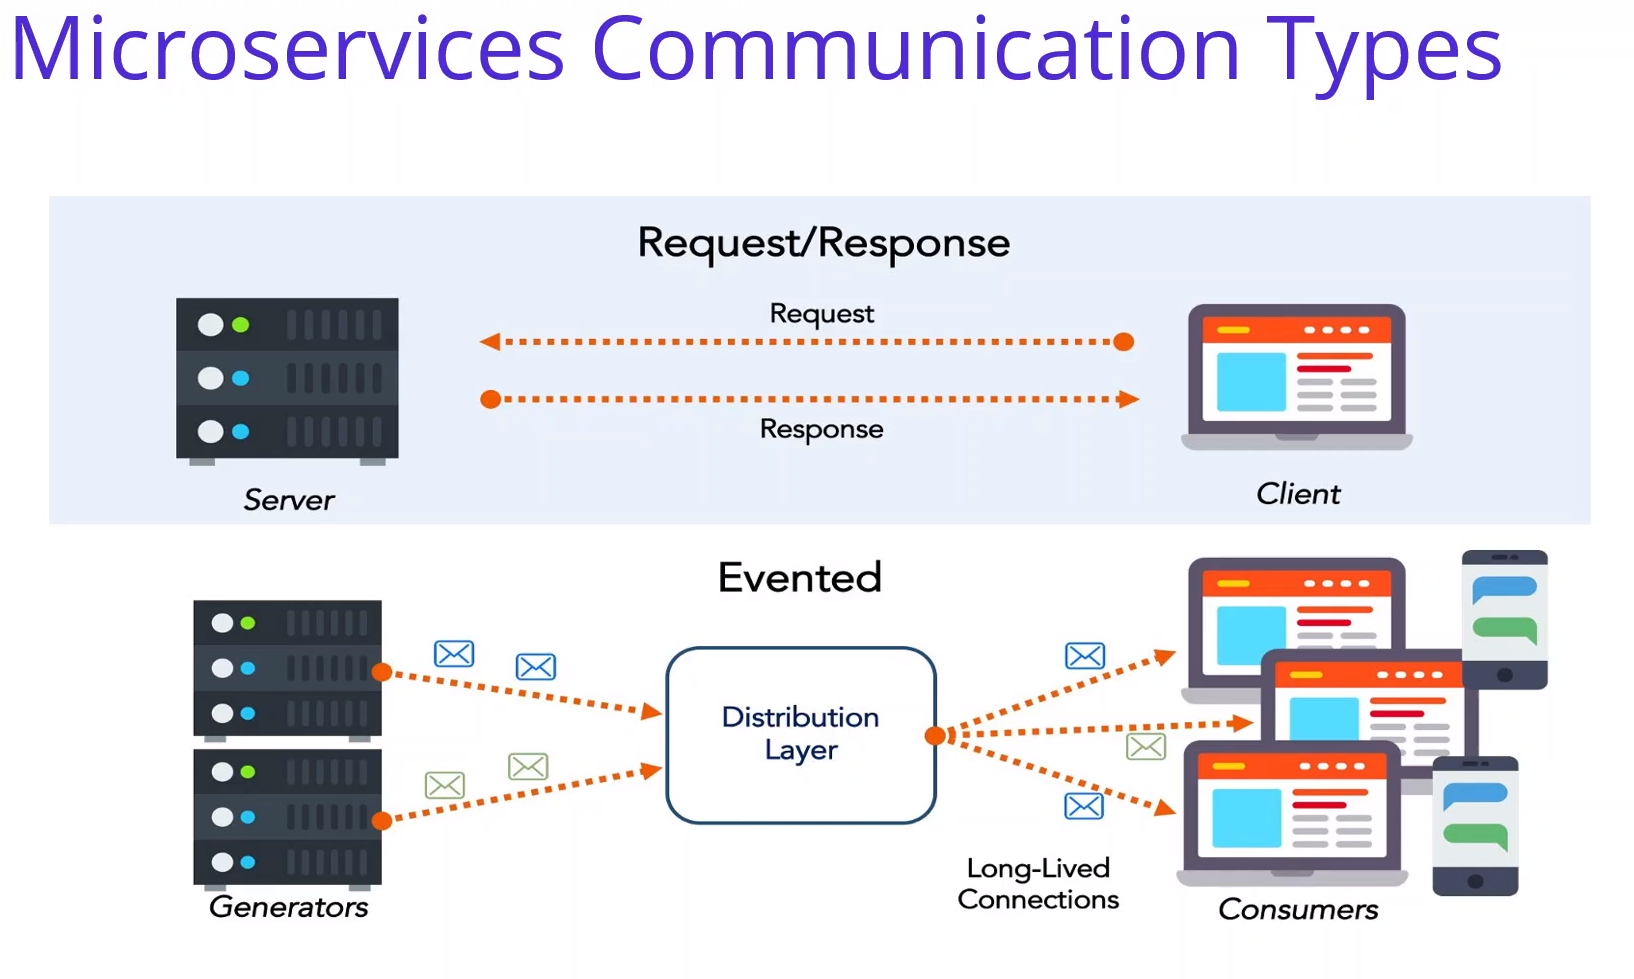 Microservices Communication Types
Request/Response
Request
Response
Server
Client
Evented
Distribution
Layer
Long-Lived
Connections
Generators
Consumers